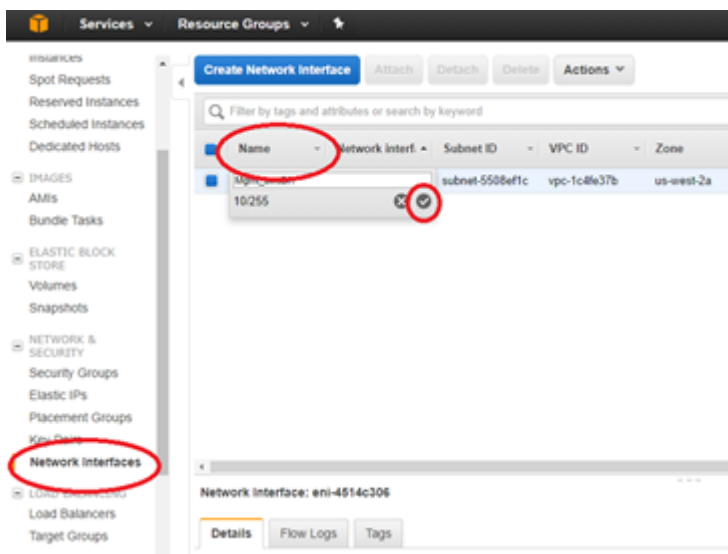 Services
Resource Groups
Instances
Spot Requests
Reserved Instances
Scheduled Instances
Dedicated Hosts
IMAGES
AMIs
Bundle Tasks
ELASTIC BLOCK
STORE
Volumes
Snapshots
NETWORK &
SECURITY
Security Groups
Elastic IPs
Placement Groups
Key Pairs
Network Interfaces
LOAD BALANCING
Load Balancers
Target Groups
Create Network Interface Attach Detach Delete Actions
Filter by tags and attributes or search by keyword
Name Network interf Subnet ID VPC ID Zone
subnet-5508ef1c vpc-1c4fe37b us-west-2a
10/255
Network Interface: eni-4514c306
Details Flow Logs Tags